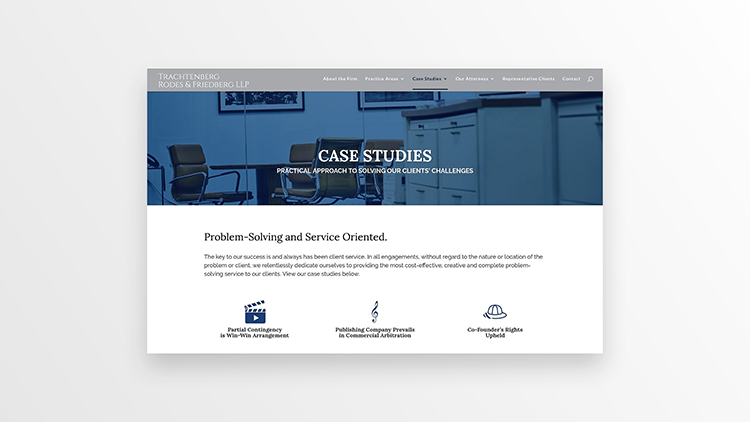 Trachtenberg
Rodes & Friedberg LLP
About the Firm Practice Areas Case Studies Our Attorneys Representative Clients Contact
CASE STUDIES
PRACTICAL APPROACH TO SOLVING OUR CLIENTS' CHALLENGES
Problem-Solving and Service Oriented.
The key to our success is and always has been client service. In all engagements, without regard to the nature or location of the
problem or client, we relentlessly dedicate ourselves to providing the most cost-effective, creative and complete problem-
solving service to our clients. View our case studies below.
Partial Contingency
is Win-Win Arrangement
Publishing Company Prevails
in Commercial Arbitration
Co-Founder's Rights
Upheld